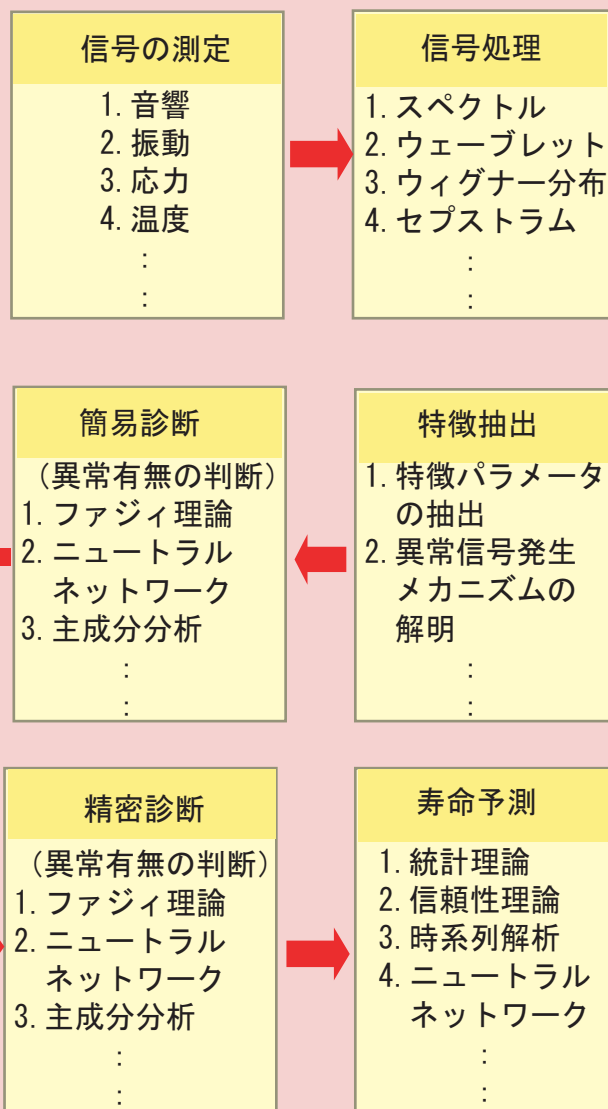 信号の測定
1. 音響
2. 振動
3. 応力
4. 温度
:
:
信号処理
1. スペクトル
2. ウェーブレット
3. ウィグナー分布
4. セプストラム
:
:
簡易診断
（異常有無の判断）
1. ファジィ理論
2. ニュートラル
ネットワーク
3. 主成分分析
:
:
特徴抽出
1. 特徴パラメータ
の抽出
2. 異常信号発生
メカニズムの
解明
:
:
精密診断
（異常有無の判断）
1. ファジィ理論
2. ニュートラル
ネットワーク
3. 主成分分析
:
:
寿命予測
1. 統計理論
2. 信頼性理論
3. 時系列解析
4. ニュートラル
ネットワーク
:
: